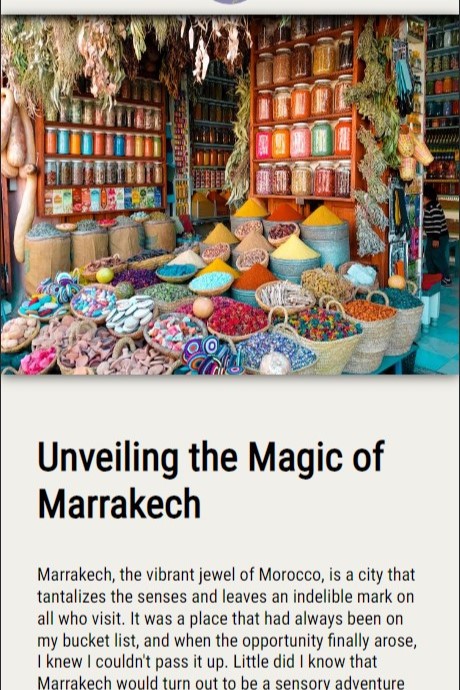 Unveiling the Magic of
Marrakech
Marrakech, the vibrant jewel of Morocco, is a city that
tantalizes the senses and leaves an indelible mark on
all who visit. It was a place that had always been on
my bucket list, and when the opportunity finally arose,
I knew I couldn't pass it up. Little did I know that
Marrakech would turn out to be a sensory adventure